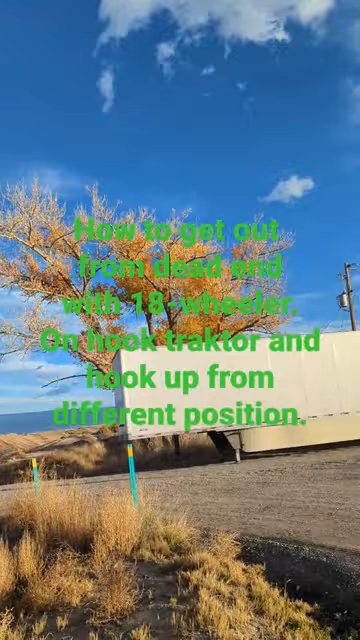 How to get out
from dead end
with 18-wheeler.
On hook traktor and
hook up from
different position.